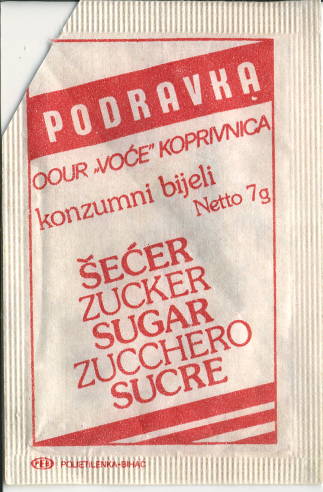 PODRAVKA
OOUR „VOĆE” KOPRIVNICA
konzumni bijeli
Netto 7g
ŠEĆER
ZUCKER
SUGAR
ZUCCHERO
SUCRE
POLIETILENKA-BIHAĆ